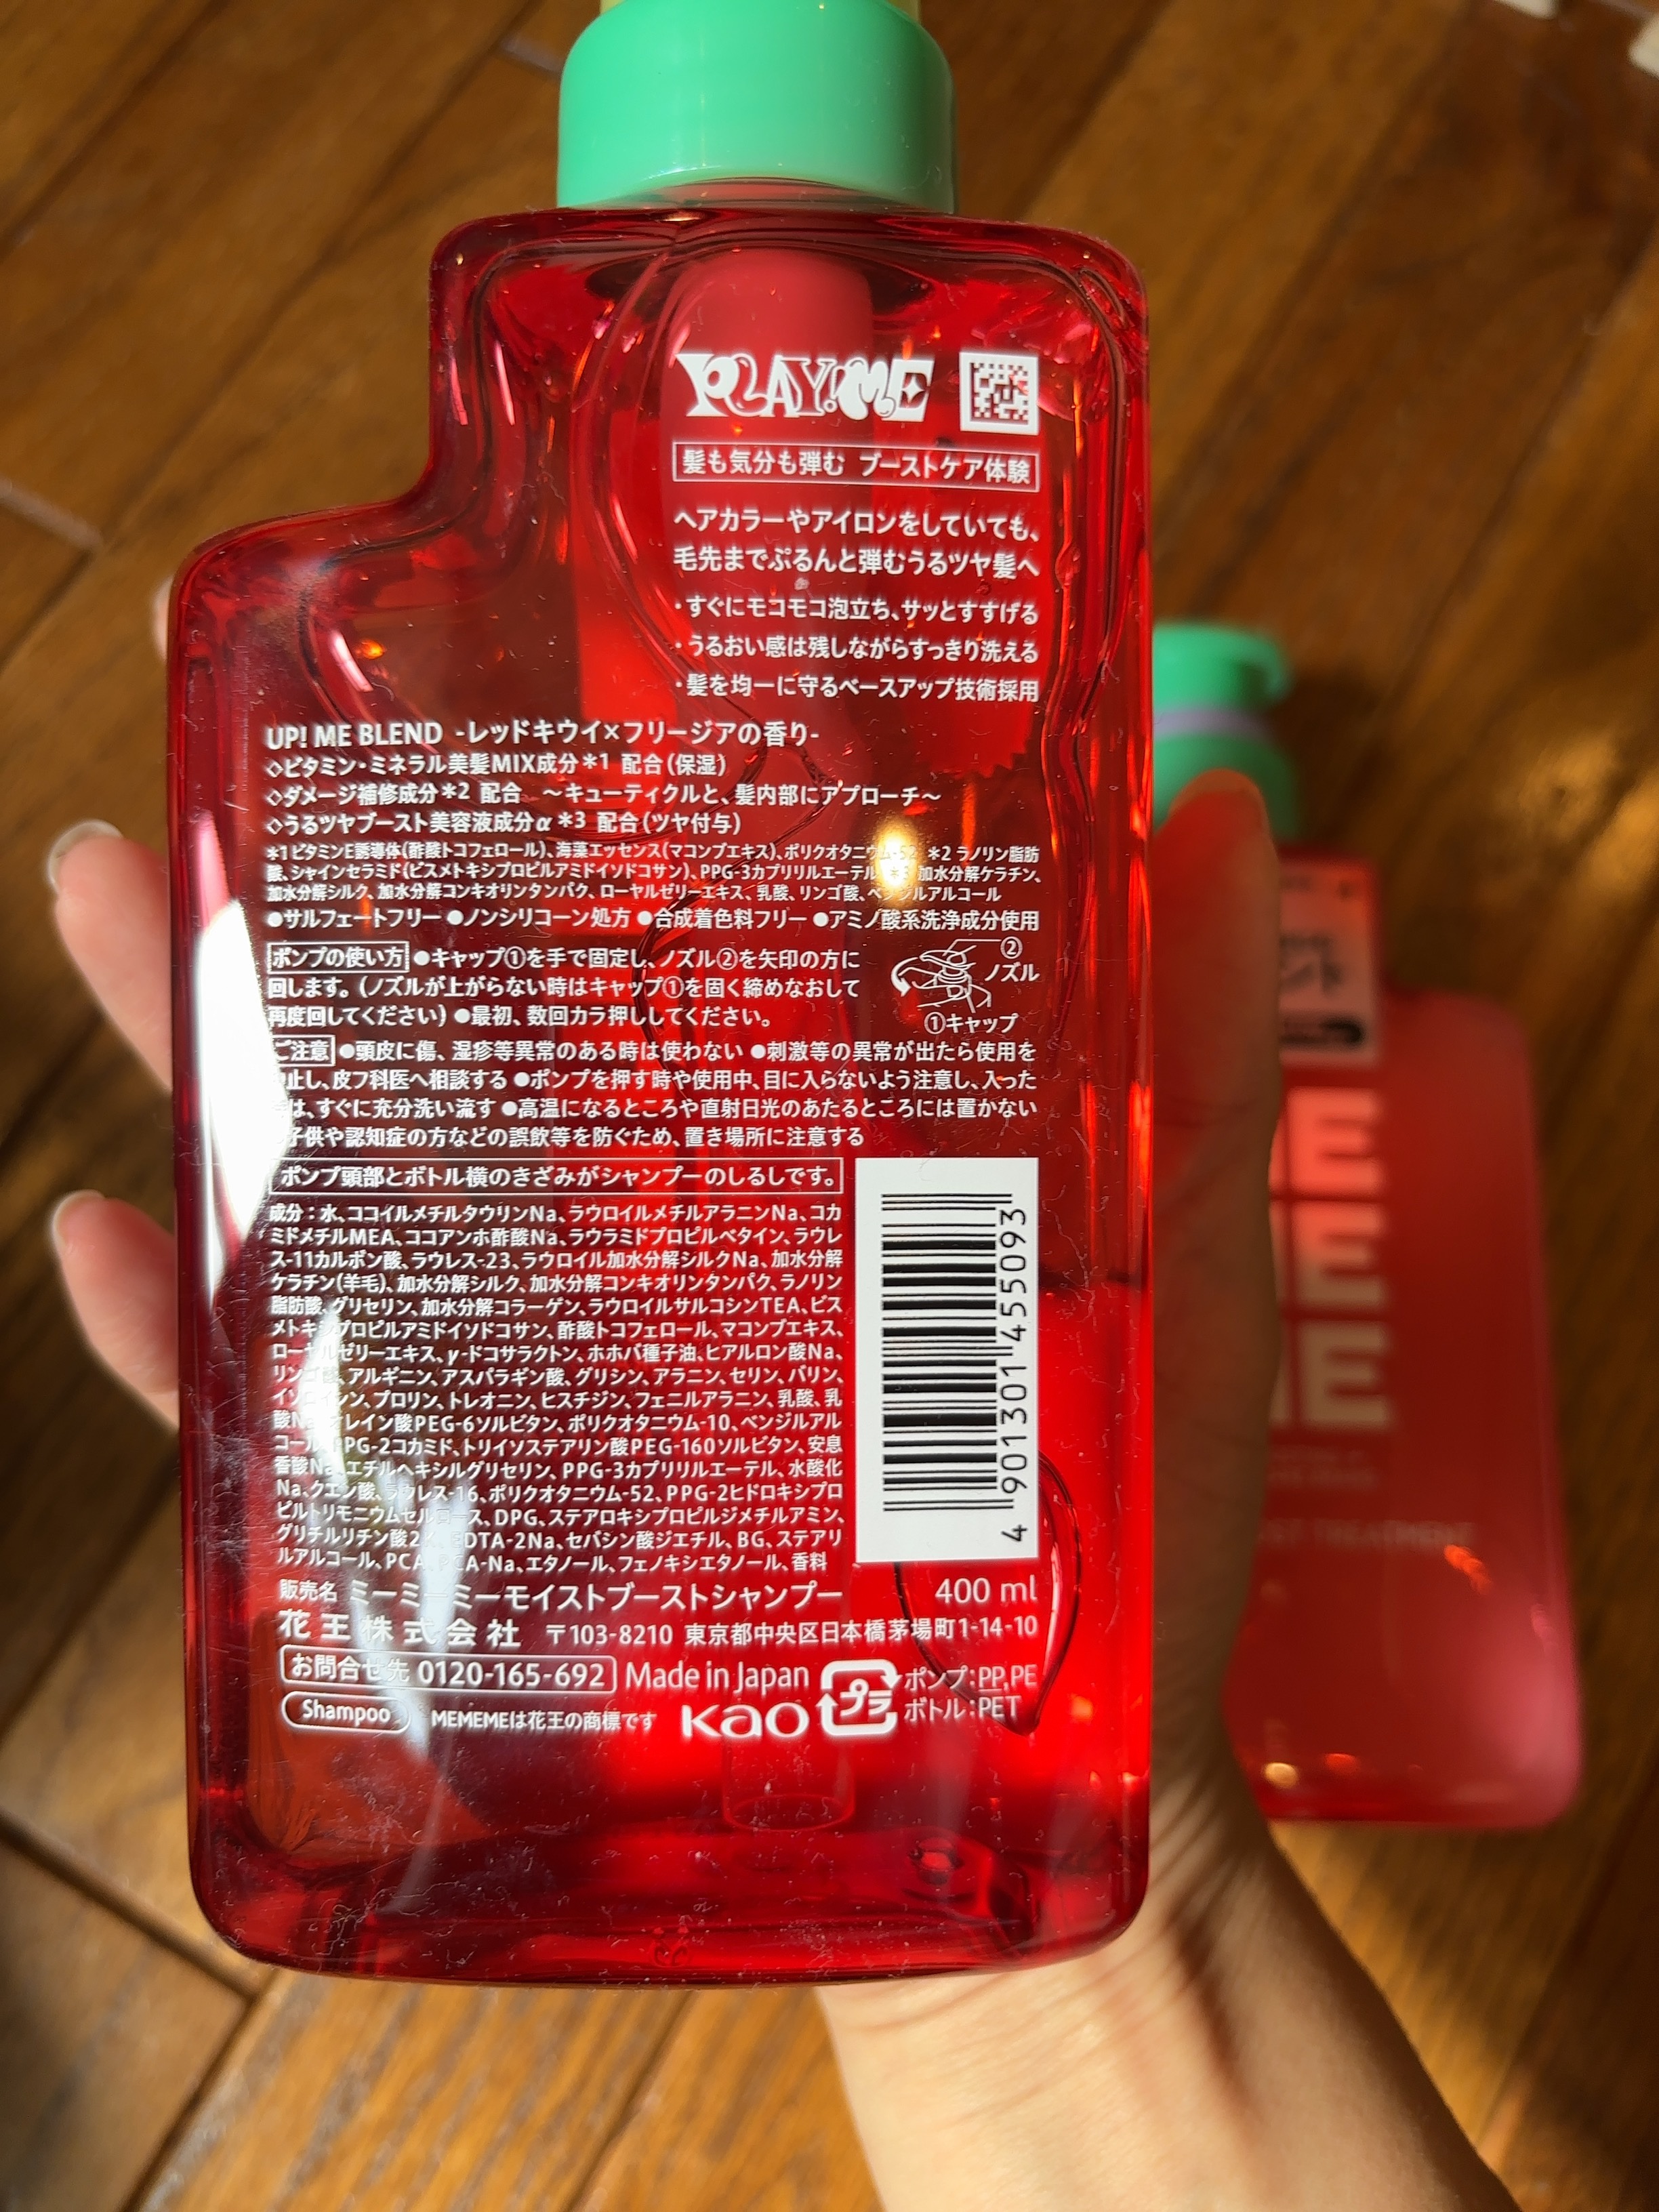 PLAY! ME
髪も気分も弾む ブーストケア体験
ヘアカラーやアイロンをしていても、
毛先までぷるんと弾むうるツヤ髪へ
・すぐにモコモコ泡立ち、サッとすすげる
・うるおい感は残しながらすっきり洗える
・髪を均一に守るベースアップ技術採用
UP! ME BLEND -レッドキウイ×フリージアの香り-
◇ビタミン・ミネラル美髪MIX成分*1 配合(保湿)
◇ダメージ補修成分*2 配合 ~キューティクルと、髪内部にアプローチ~
◇うるツヤブースト美容液成分α*3 配合(ツヤ付与)
*1 ビタミンE誘導体(酢酸トコフェロール)、海藻エッセンス(マコンブエキス)、ポリクオタニウム-52 *2 ラノリン脂肪
酸、シャインセラミド(ビスメトキシプロピルアミドイソドコサン)、PPG-3カプリリルエーテル *3 加水分解ケラチン、
加水分解シルク、加水分解コンキオリンタンパク、ローヤルゼリーエキス、乳酸、リンゴ酸、ベンジルアルコール
●サルフェートフリー ●ノンシリコーン処方 ●合成着色料フリー ●アミノ酸系洗浄成分使用
ポンプの使い方 ●キャップ①を手で固定し、ノズル②を矢印の方に
回します。(ノズルが上がらない時はキャップ①を固く締めなおして
再度回してください) ●最初、数回カラ押ししてください。
②
ノズル
①キャップ
ご注意 ●頭皮に傷、湿疹等異常のある時は使わない ●刺激等の異常が出たら使用を
中止し、皮フ科医へ相談する ●ポンプを押す時や使用中、目に入らないよう注意し、入った
時は、すぐに充分洗い流す ●高温になるところや直射日光のあたるところには置かない
子供や認知症の方などの誤飲等を防ぐため、置き場所に注意する
ポンプ頭部とボトル横のきざみがシャンプーのしるしです。
成分:水、ココイルメチルタウリンNa、ラウロイルメチルアラニンNa、コカ
ミドメチルMEA、ココアンホ酢酸Na、ラウラミドプロピルベタイン、ラウレ
ス-11カルボン酸、ラウレス-23、ラウロイル加水分解シルクNa、加水分解
ケラチン(羊毛)、加水分解シルク、加水分解コンキオリンタンパク、ラノリン
脂肪酸、グリセリン、加水分解コラーゲン、ラウロイルサルコシンTEA、ビス
メトキシプロピルアミドイソドコサン、酢酸トコフェロール、マコンブエキス、
ローヤルゼリーエキス、γ-ドコサラクトン、ホホバ種子油、ヒアルロン酸Na、
リンゴ酸、アルギニン、アスパラギン酸、グリシン、アラニン、セリン、バリン、
イソロイシン、プロリン、トレオニン、ヒスチジン、フェニルアラニン、乳酸、乳
酸Na、オレイン酸PEG-6ソルビタン、ポリクオタニウム-10、ベンジルアル
コール、PPG-2コカミド、トリイソステアリン酸PEG-160ソルビタン、安息
香酸Na、エチルヘキシルグリセリン、PPG-3カプリリルエーテル、水酸化
Na、クエン酸、ラウレス-16、ポリクオタニウム-52、PPG-2ヒドロキシプロ
ピルトリモニウムセルロース、DPG、ステアロキシプロピルジメチルアミン、
グリチルリチン酸2K、EDTA-2Na、セバシン酸ジエチル、BG、ステアリ
ルアルコール、PCA、PCA-Na、エタノール、フェノキシエタノール、香料
4 901301 455093
販売名 ミーミーミーモイストブーストシャンプー 400 ml
花王株式会社 〒103-8210 東京都中央区日本橋茅場町1-14-10
お問合せ先 0120-165-692 Made in Japan
プラ ポンプ:PP,PE
ボトル:PET
Shampoo MEMEMEは花王の商標です Kao
TREATMENT